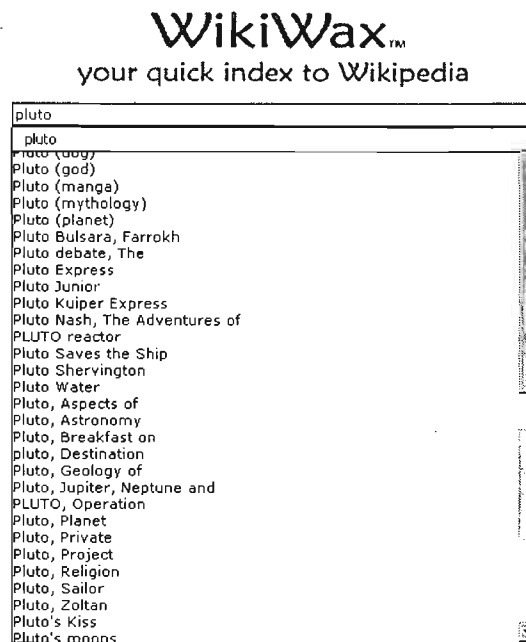 WikiWax™
your quick index to Wikipedia
pluto
pluto
Pluto (dog)
Pluto (god)
Pluto (manga)
Pluto (mythology)
Pluto (planet)
Pluto Bulsara, Farrokh
Pluto debate, The
Pluto Express
Pluto Junior
Pluto Kuiper Express
Pluto Nash, The Adventures of
PLUTO reactor
Pluto Saves the Ship
Pluto Shervington
Pluto Water
Pluto, Aspects of
Pluto, Astronomy
Pluto, Breakfast on
pluto, Destination
Pluto, Geology of
Pluto, Jupiter, Neptune and
PLUTO, Operation
Pluto, Planet
Pluto, Private
Pluto, Project
Pluto, Religion
Pluto, Sailor
Pluto, Zoltan
Pluto's Kiss
Pluto's moons